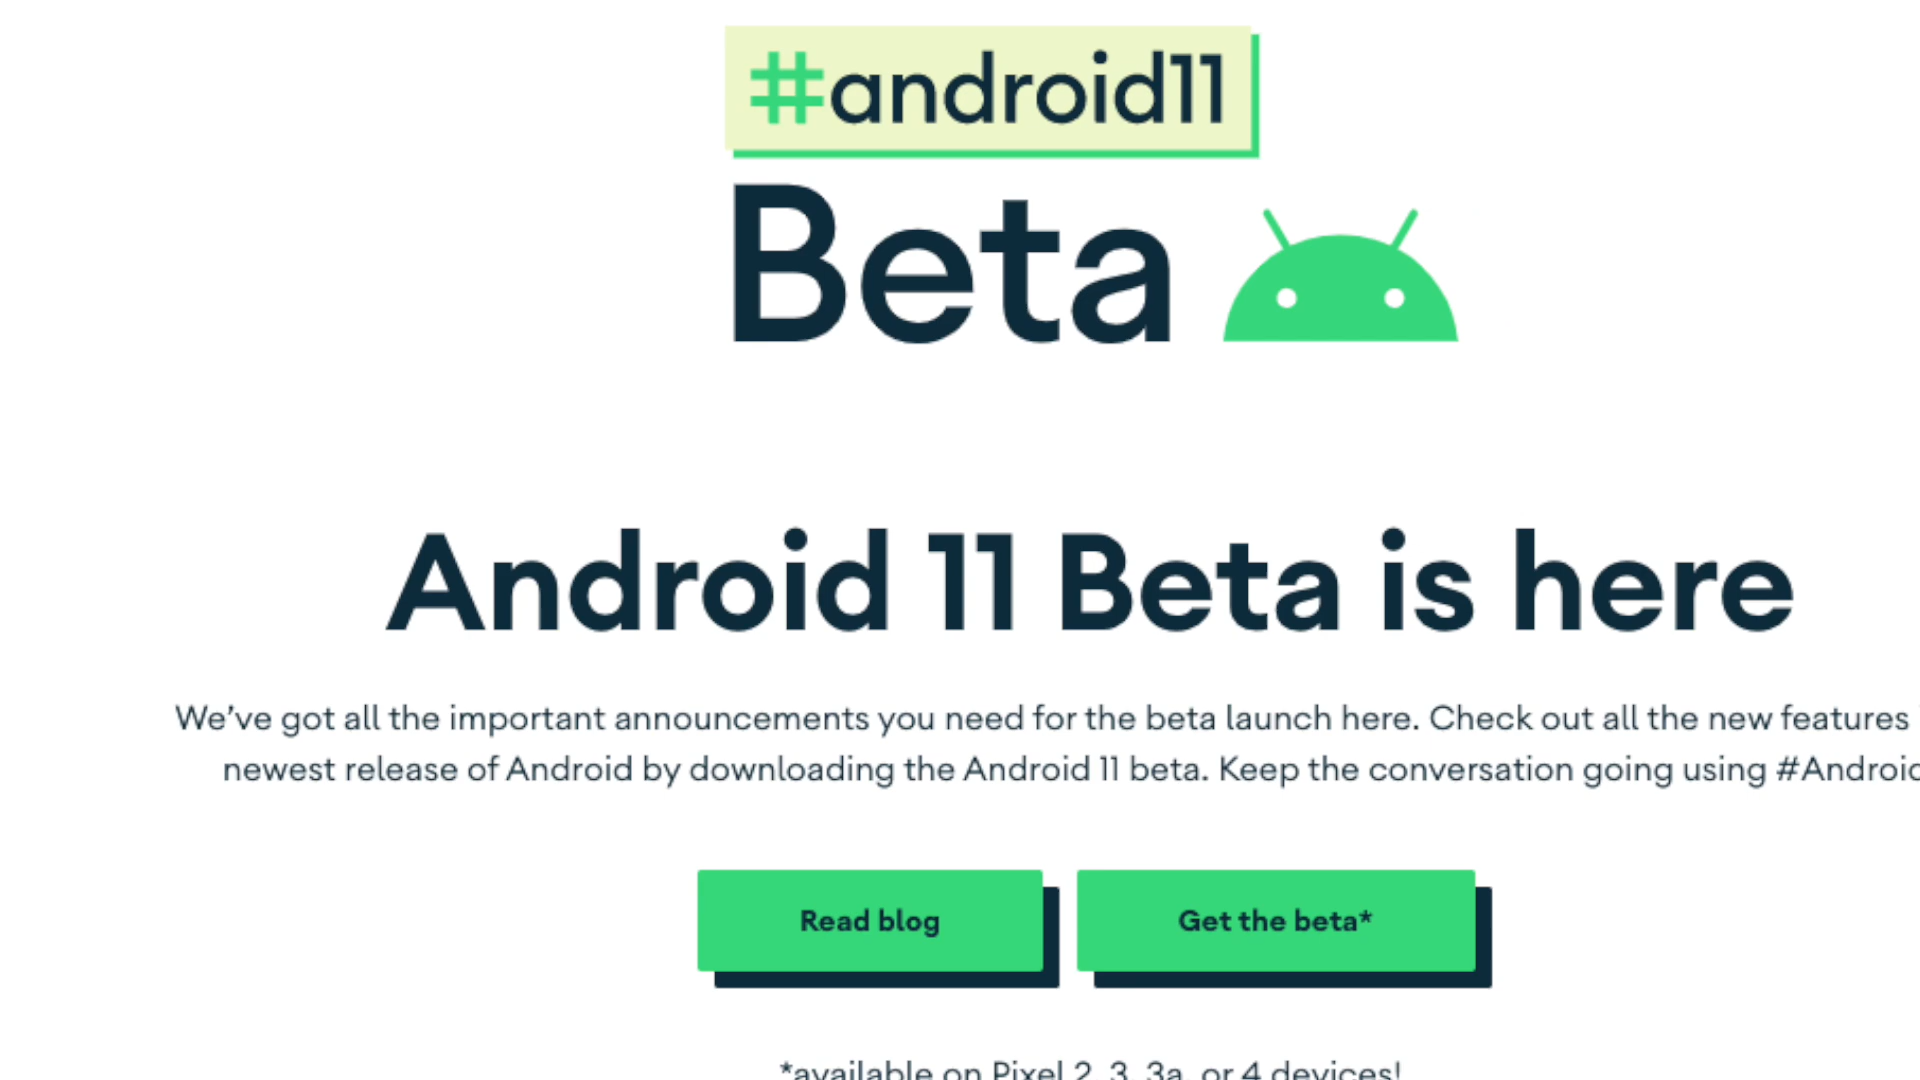 #android11
Beta
Android 11 Beta is here
We’ve got all the important announcements you need for the beta launch here. Check out all the new features
newest release of Android by downloading the Android 11 beta. Keep the conversation going using
Read blog
Get the beta*
*available on Pixel 2, 3, 3a, or 4 devices!